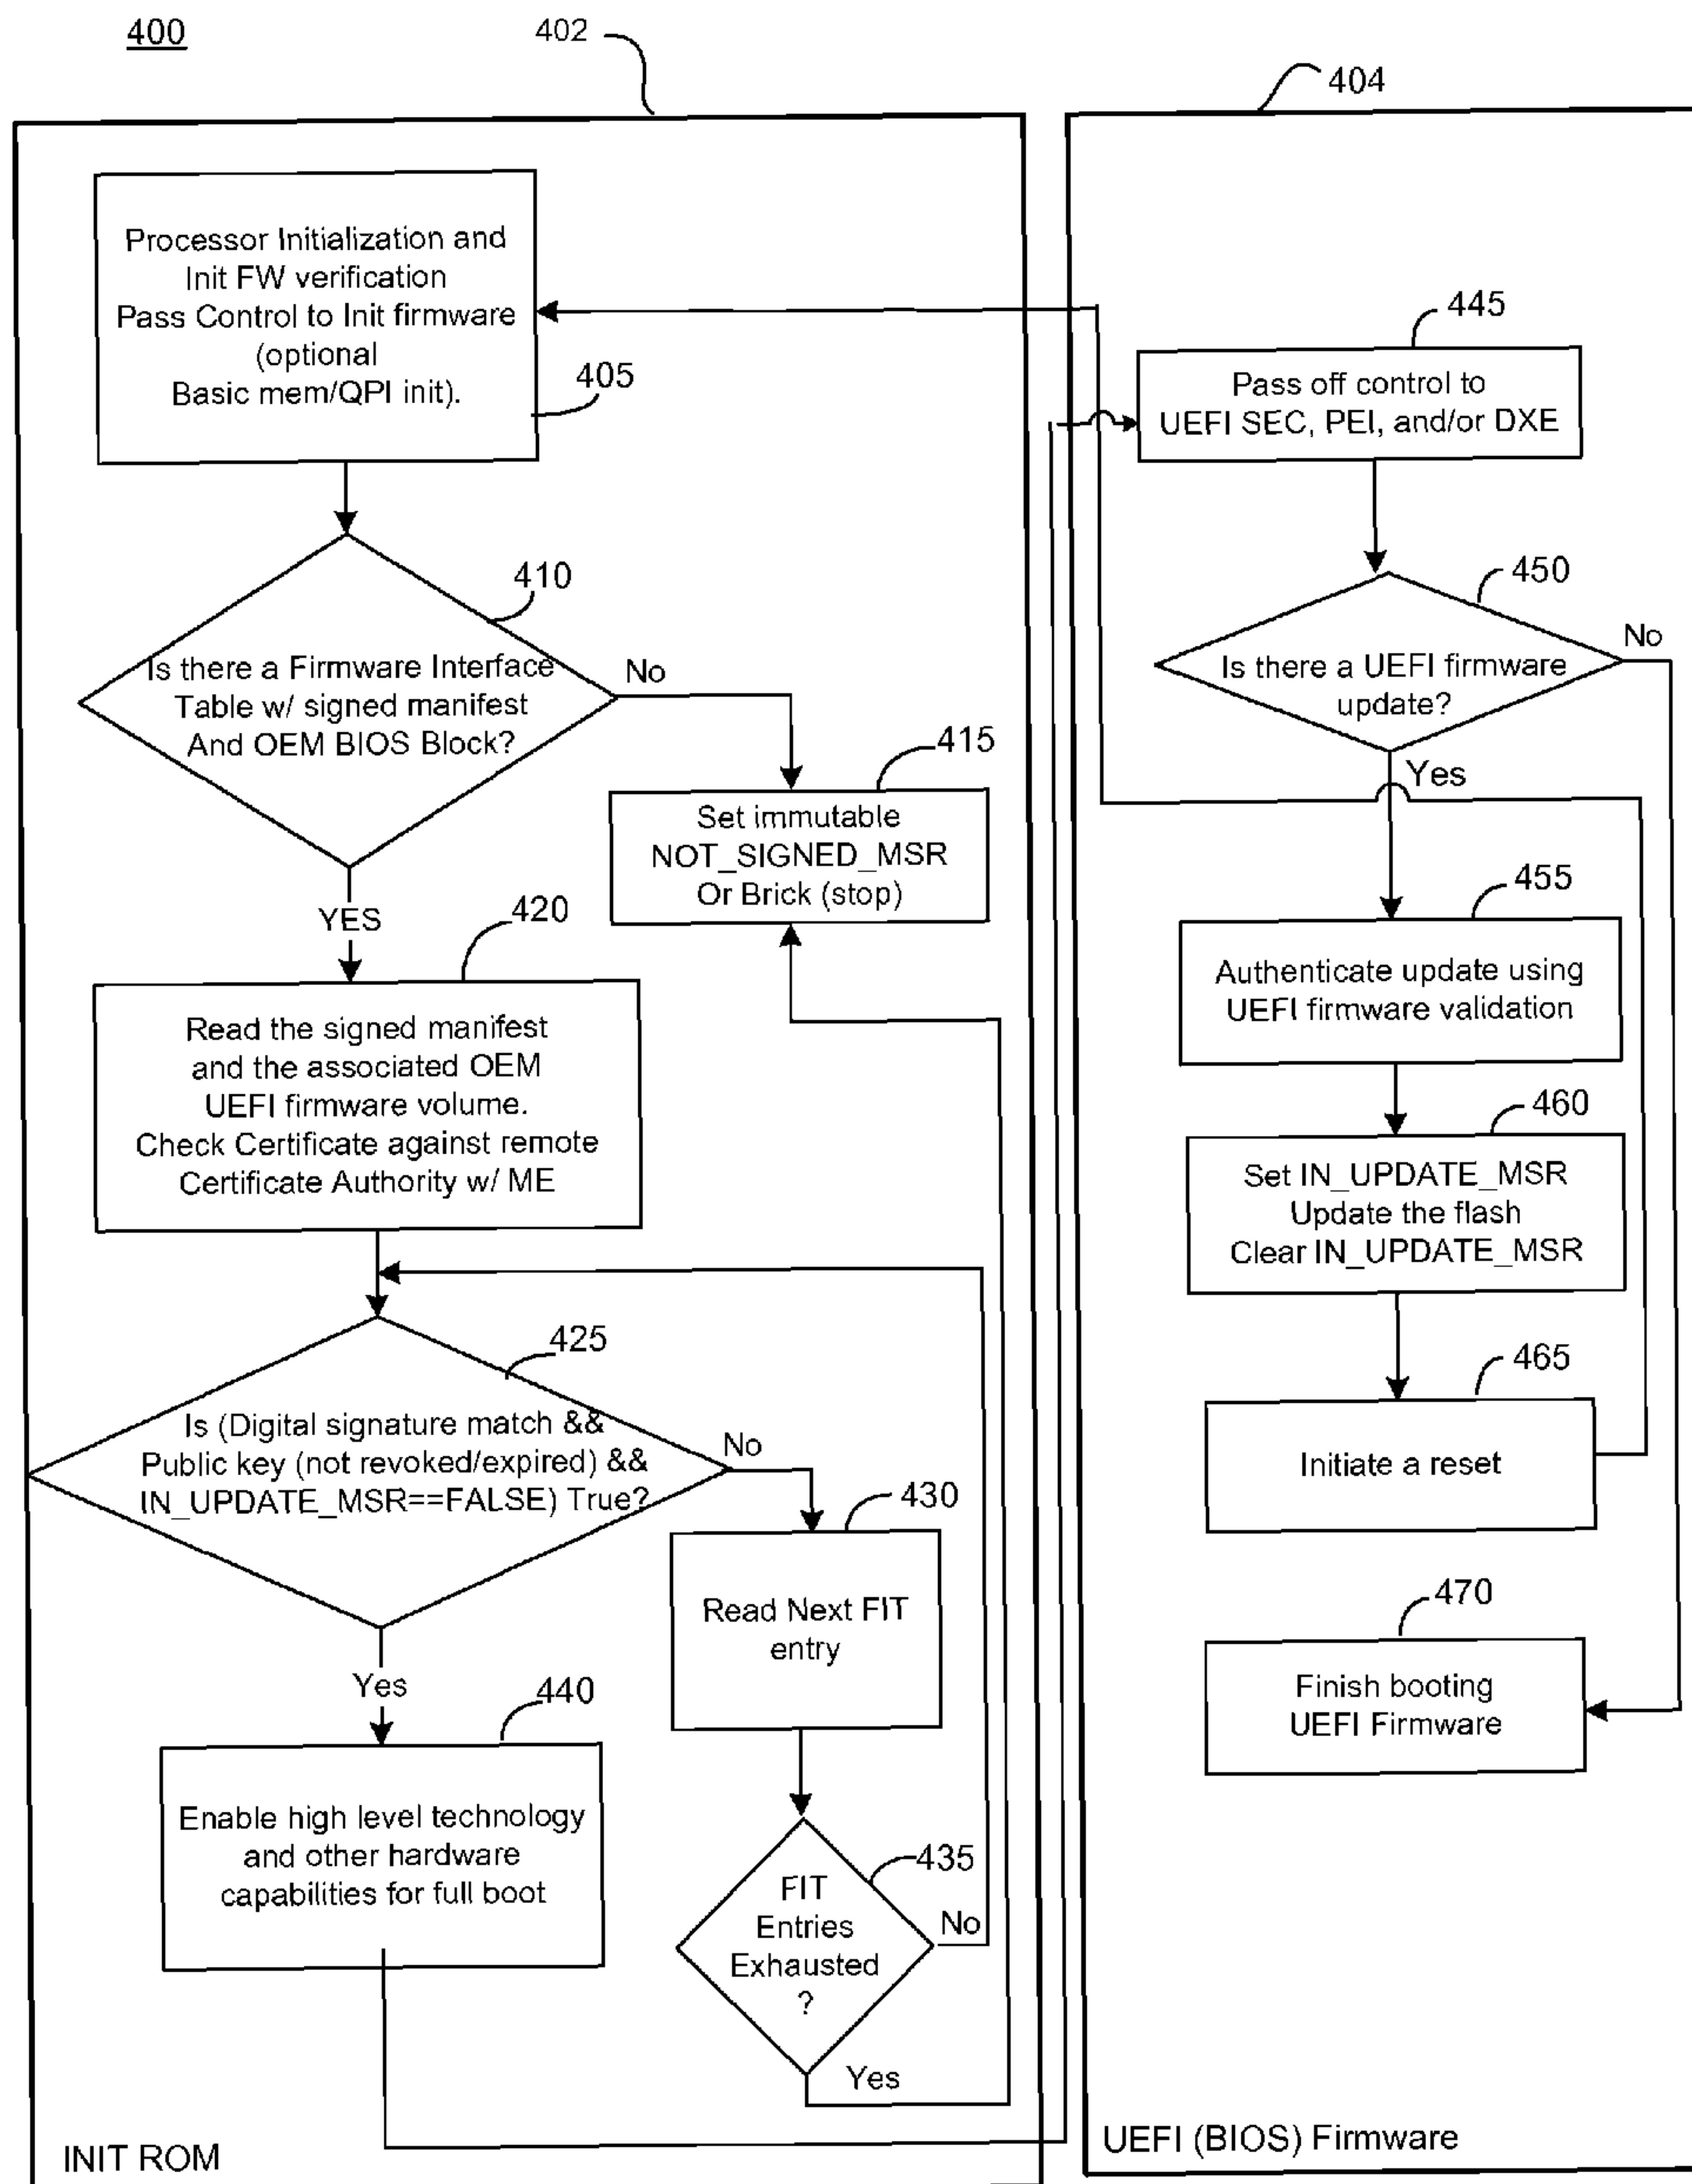 400
402
404
Processor Initialization and
Init FW verification
Pass Control to Init firmware
(optional
Basic mem/QPI init).
405
410
Is there a Firmware Interface
Table w/ signed manifest
And OEM BIOS Block?
No
YES
415
Set immutable
NOT_SIGNED_MSR
Or Brick (stop)
420
Read the signed manifest
and the associated OEM
UEFI firmware volume.
Check Certificate against remote
Certificate Authority w/ ME
425
Is (Digital signature match &&
Public key (not revoked/expired) &&
IN_UPDATE_MSR==FALSE) True?
No
Yes
430
Read Next FIT
entry
435
FIT
Entries
Exhausted
?
No
Yes
440
Enable high level technology
and other hardware
capabilities for full boot
INIT ROM
445
Pass off control to
UEFI SEC, PEI, and/or DXE
450
Is there a UEFI firmware
update?
No
Yes
455
Authenticate update using
UEFI firmware validation
460
Set IN_UPDATE_MSR
Update the flash
Clear IN_UPDATE_MSR
465
Initiate a reset
470
Finish booting
UEFI Firmware
UEFI (BIOS) Firmware